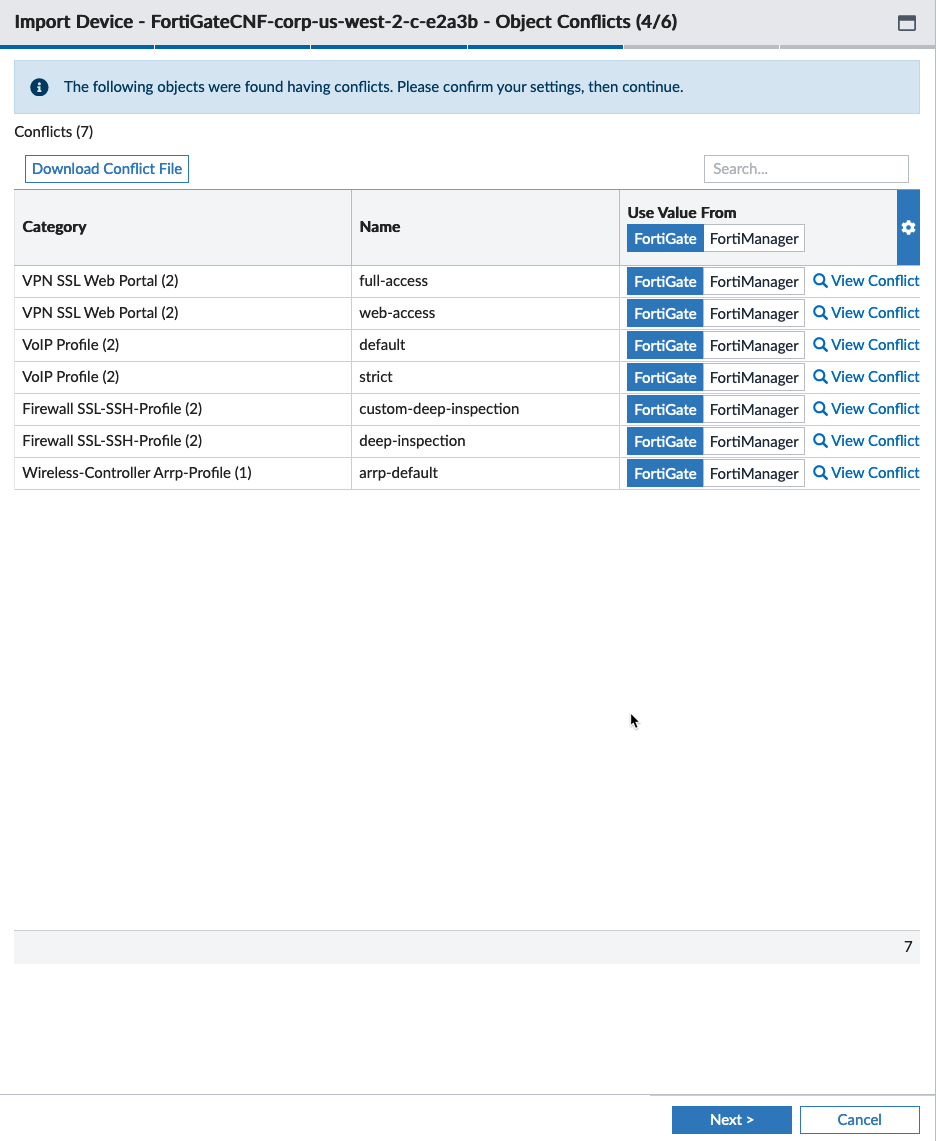 Import Device - FortiGateCNF-corp-us-west-2-c-e2a3b - Object Conflicts (4/6)
The following objects were found having conflicts. Please confirm your settings, then continue.
Conflicts (7)
Download Conflict File Search...
Category Name Use Value From
FortiGate FortiManager
VPN SSL Web Portal (2) full-access FortiGate FortiManager View Conflict
VPN SSL Web Portal (2) web-access FortiGate FortiManager View Conflict
VoIP Profile (2) default FortiGate FortiManager View Conflict
VoIP Profile (2) strict FortiGate FortiManager View Conflict
Firewall SSL-SSH-Profile (2) custom-deep-inspection FortiGate FortiManager View Conflict
Firewall SSL-SSH-Profile (2) deep-inspection FortiGate FortiManager View Conflict
Wireless-Controller Arrp-Profile (1) arrp-default FortiGate FortiManager View Conflict
7
Next > Cancel